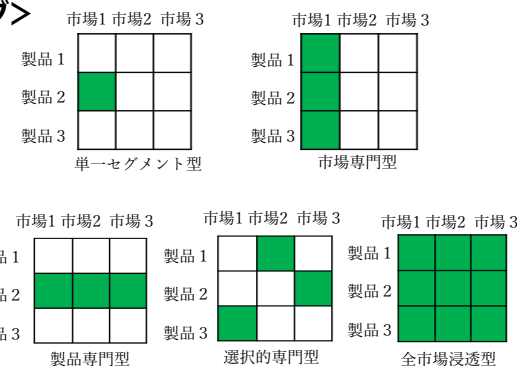 グ>
市場1 市場2 市場 3
製品 1
製品 2
製品 3
単一セグメント型
市場1 市場2 市場 3
製品 1
製品 2
製品 3
市場専門型
市場1 市場2 市場 3
品 1
品 2
品 3
製品専門型
市場1 市場2 市場 3
製品 1
製品 2
製品 3
選択的専門型
市場1 市場2 市場 3
製品 1
製品 2
製品 3
全市場浸透型